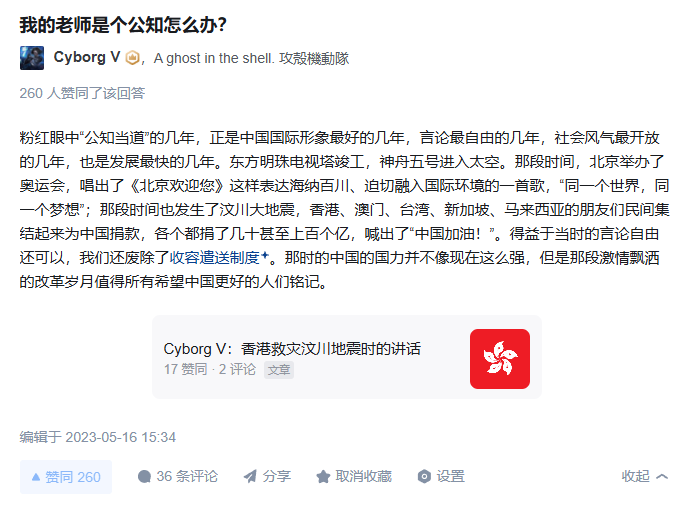 我的老师是个公知怎么办？
Cyborg V ，A ghost in the shell. 攻殻機動隊
260 人赞同了该回答
粉红眼中“公知当道”的几年，正是中国国际形象最好的几年，言论最自由的几年，社会风气最开放
的几年，也是发展最快的几年。东方明珠电视塔竣工，神舟五号进入太空。那段时间，北京举办了
奥运会，唱出了《北京欢迎您》这样表达海纳百川、迫切融入国际环境的一首歌，“同一个世界，同
一个梦想”；那段时间也发生了汶川大地震，香港、澳门、台湾、新加坡、马来西亚的朋友们民间集
结起来为中国捐款，各个都捐了几十甚至上百个亿，喊出了“中国加油！”。得益于当时的言论自由
还可以，我们还废除了收容遣送制度。那时的中国的国力并不像现在这么强，但是那段激情飘洒
的改革岁月值得所有希望中国更好的人们铭记。
Cyborg V：香港救灾汶川地震时的讲话
17 赞同 · 2 评论 文章
编辑于 2023-05-16 15:34
赞同 260 36 条评论 分享 取消收藏 设置 收起